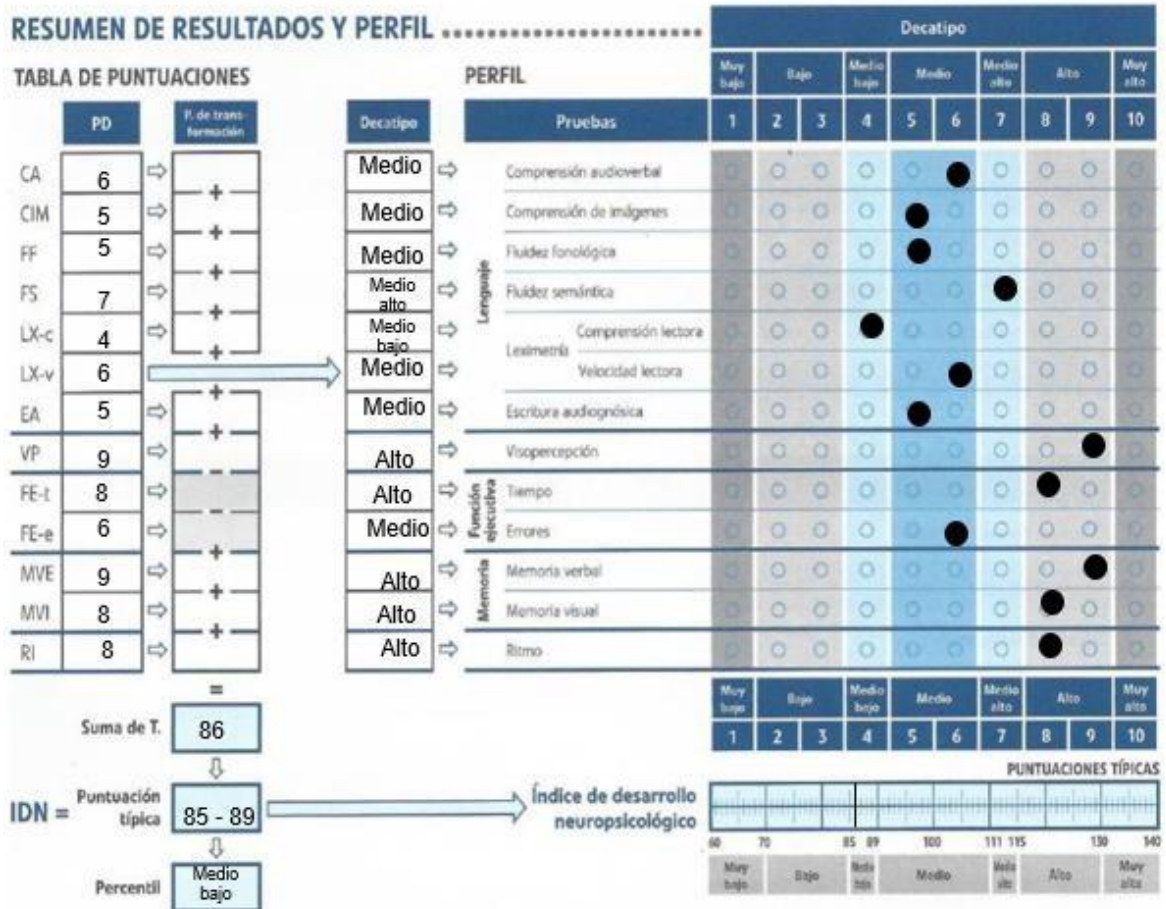 RESUMEN DE RESULTADOS Y PERFIL
Decatipo
TABLA DE PUNTUACIONES
PERFIL
Muy bajo Bajo Medio bajo Medio Medio alto Alto Muy alto
PD P. de transformación Decatipo Pruebas 1 2 3 4 5 6 7 8 9 10
CA 6 Medio Comprensión audioverbal
+
CIM 5 Medio Comprensión de imágenes
+
FF 5 Medio Fluidez fonológica
+
FS 7 Medio alto Fluidez semántica
+
Lenguaje
LX-c 4 Medio bajo Leximetría Comprensión lectora
+
LX-v 6 Medio Velocidad lectora
+
EA 5 Medio Escritura audiognósica
+
VP 9 Alto Visopercepción
−
FE-t 8 Alto Función ejecutiva Tiempo
−
FE-e 6 Medio Errores
+
MVE 9 Alto Memoria Memoria verbal
+
MVI 8 Alto Memoria visual
+
RI 8 Alto Ritmo
=
Muy bajo Bajo Medio bajo Medio Medio alto Alto Muy alto
Suma de T. 86
1 2 3 4 5 6 7 8 9 10
PUNTUACIONES TÍPICAS
IDN = Puntuación típica 85 - 89 Índice de desarrollo neuropsicológico
60 70 85 89 100 111 115 130 140
Muy bajo Bajo Medio bajo Medio Medio alto Alto Muy alto
Percentil Medio bajo